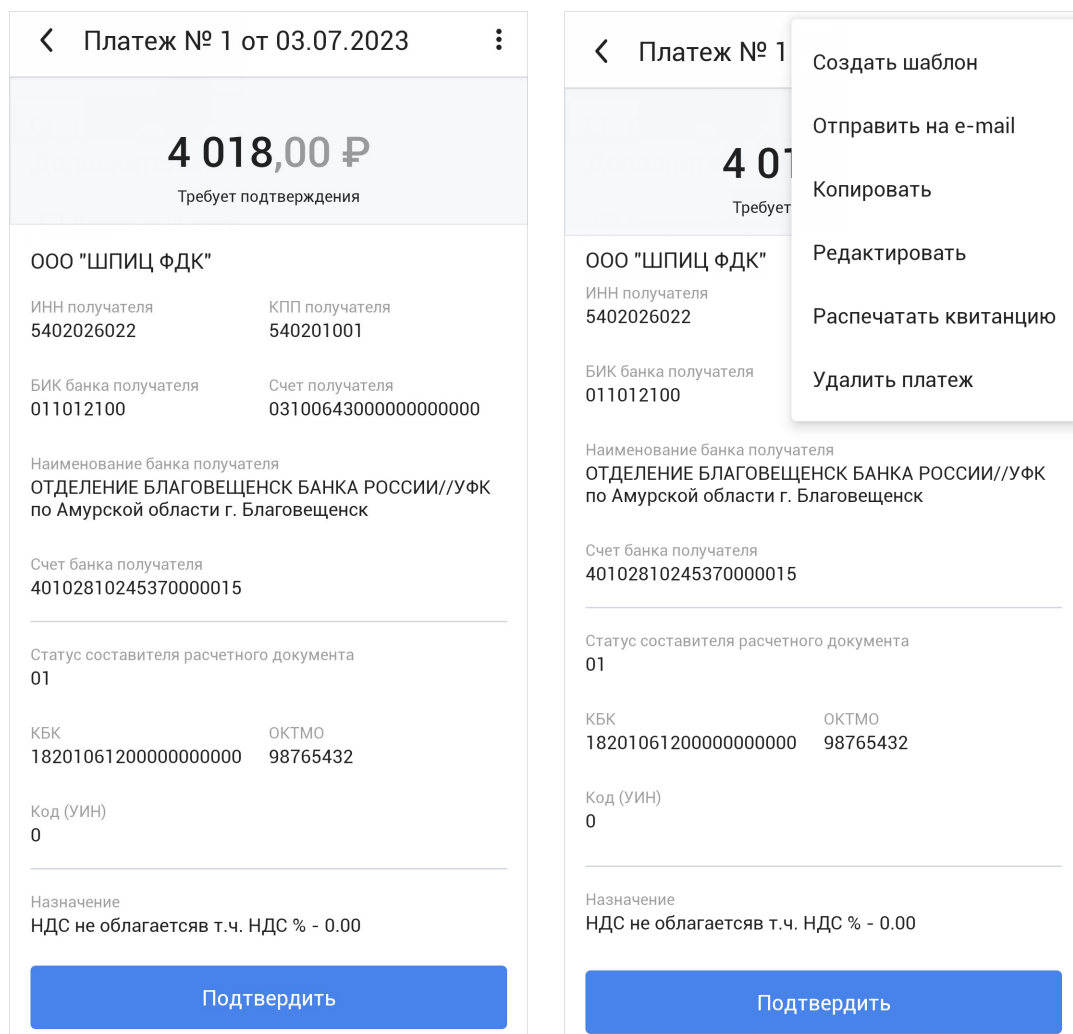 Платеж № 1 от 03.07.2023
4 018,00 ₽
Требует подтверждения
ООО "ШПИЦ ФДК"
ИНН получателя КПП получателя
5402026022 540201001
БИК банка получателя Счет получателя
011012100 03100643000000000000
Наименование банка получателя
ОТДЕЛЕНИЕ БЛАГОВЕЩЕНСК БАНКА РОССИИ//УФК
по Амурской области г. Благовещенск
Счет банка получателя
40102810245370000015
Статус составителя расчетного документа
01
КБК ОКТМО
18201061200000000000 98765432
Код (УИН)
0
Назначение
НДС не облагаетсяв т.ч. НДС % - 0.00
Подтвердить
Платеж № 1
4 01
Требует
ООО "ШПИЦ ФДК"
ИНН получателя
5402026022
БИК банка получателя
011012100
Создать шаблон
Отправить на e-mail
Копировать
Редактировать
Распечатать квитанцию
Удалить платеж
Наименование банка получателя
ОТДЕЛЕНИЕ БЛАГОВЕЩЕНСК БАНКА РОССИИ//УФК
по Амурской области г. Благовещенск
Счет банка получателя
40102810245370000015
Статус составителя расчетного документа
01
КБК ОКТМО
18201061200000000000 98765432
Код (УИН)
0
Назначение
НДС не облагаетсяв т.ч. НДС % - 0.00
Подтвердить